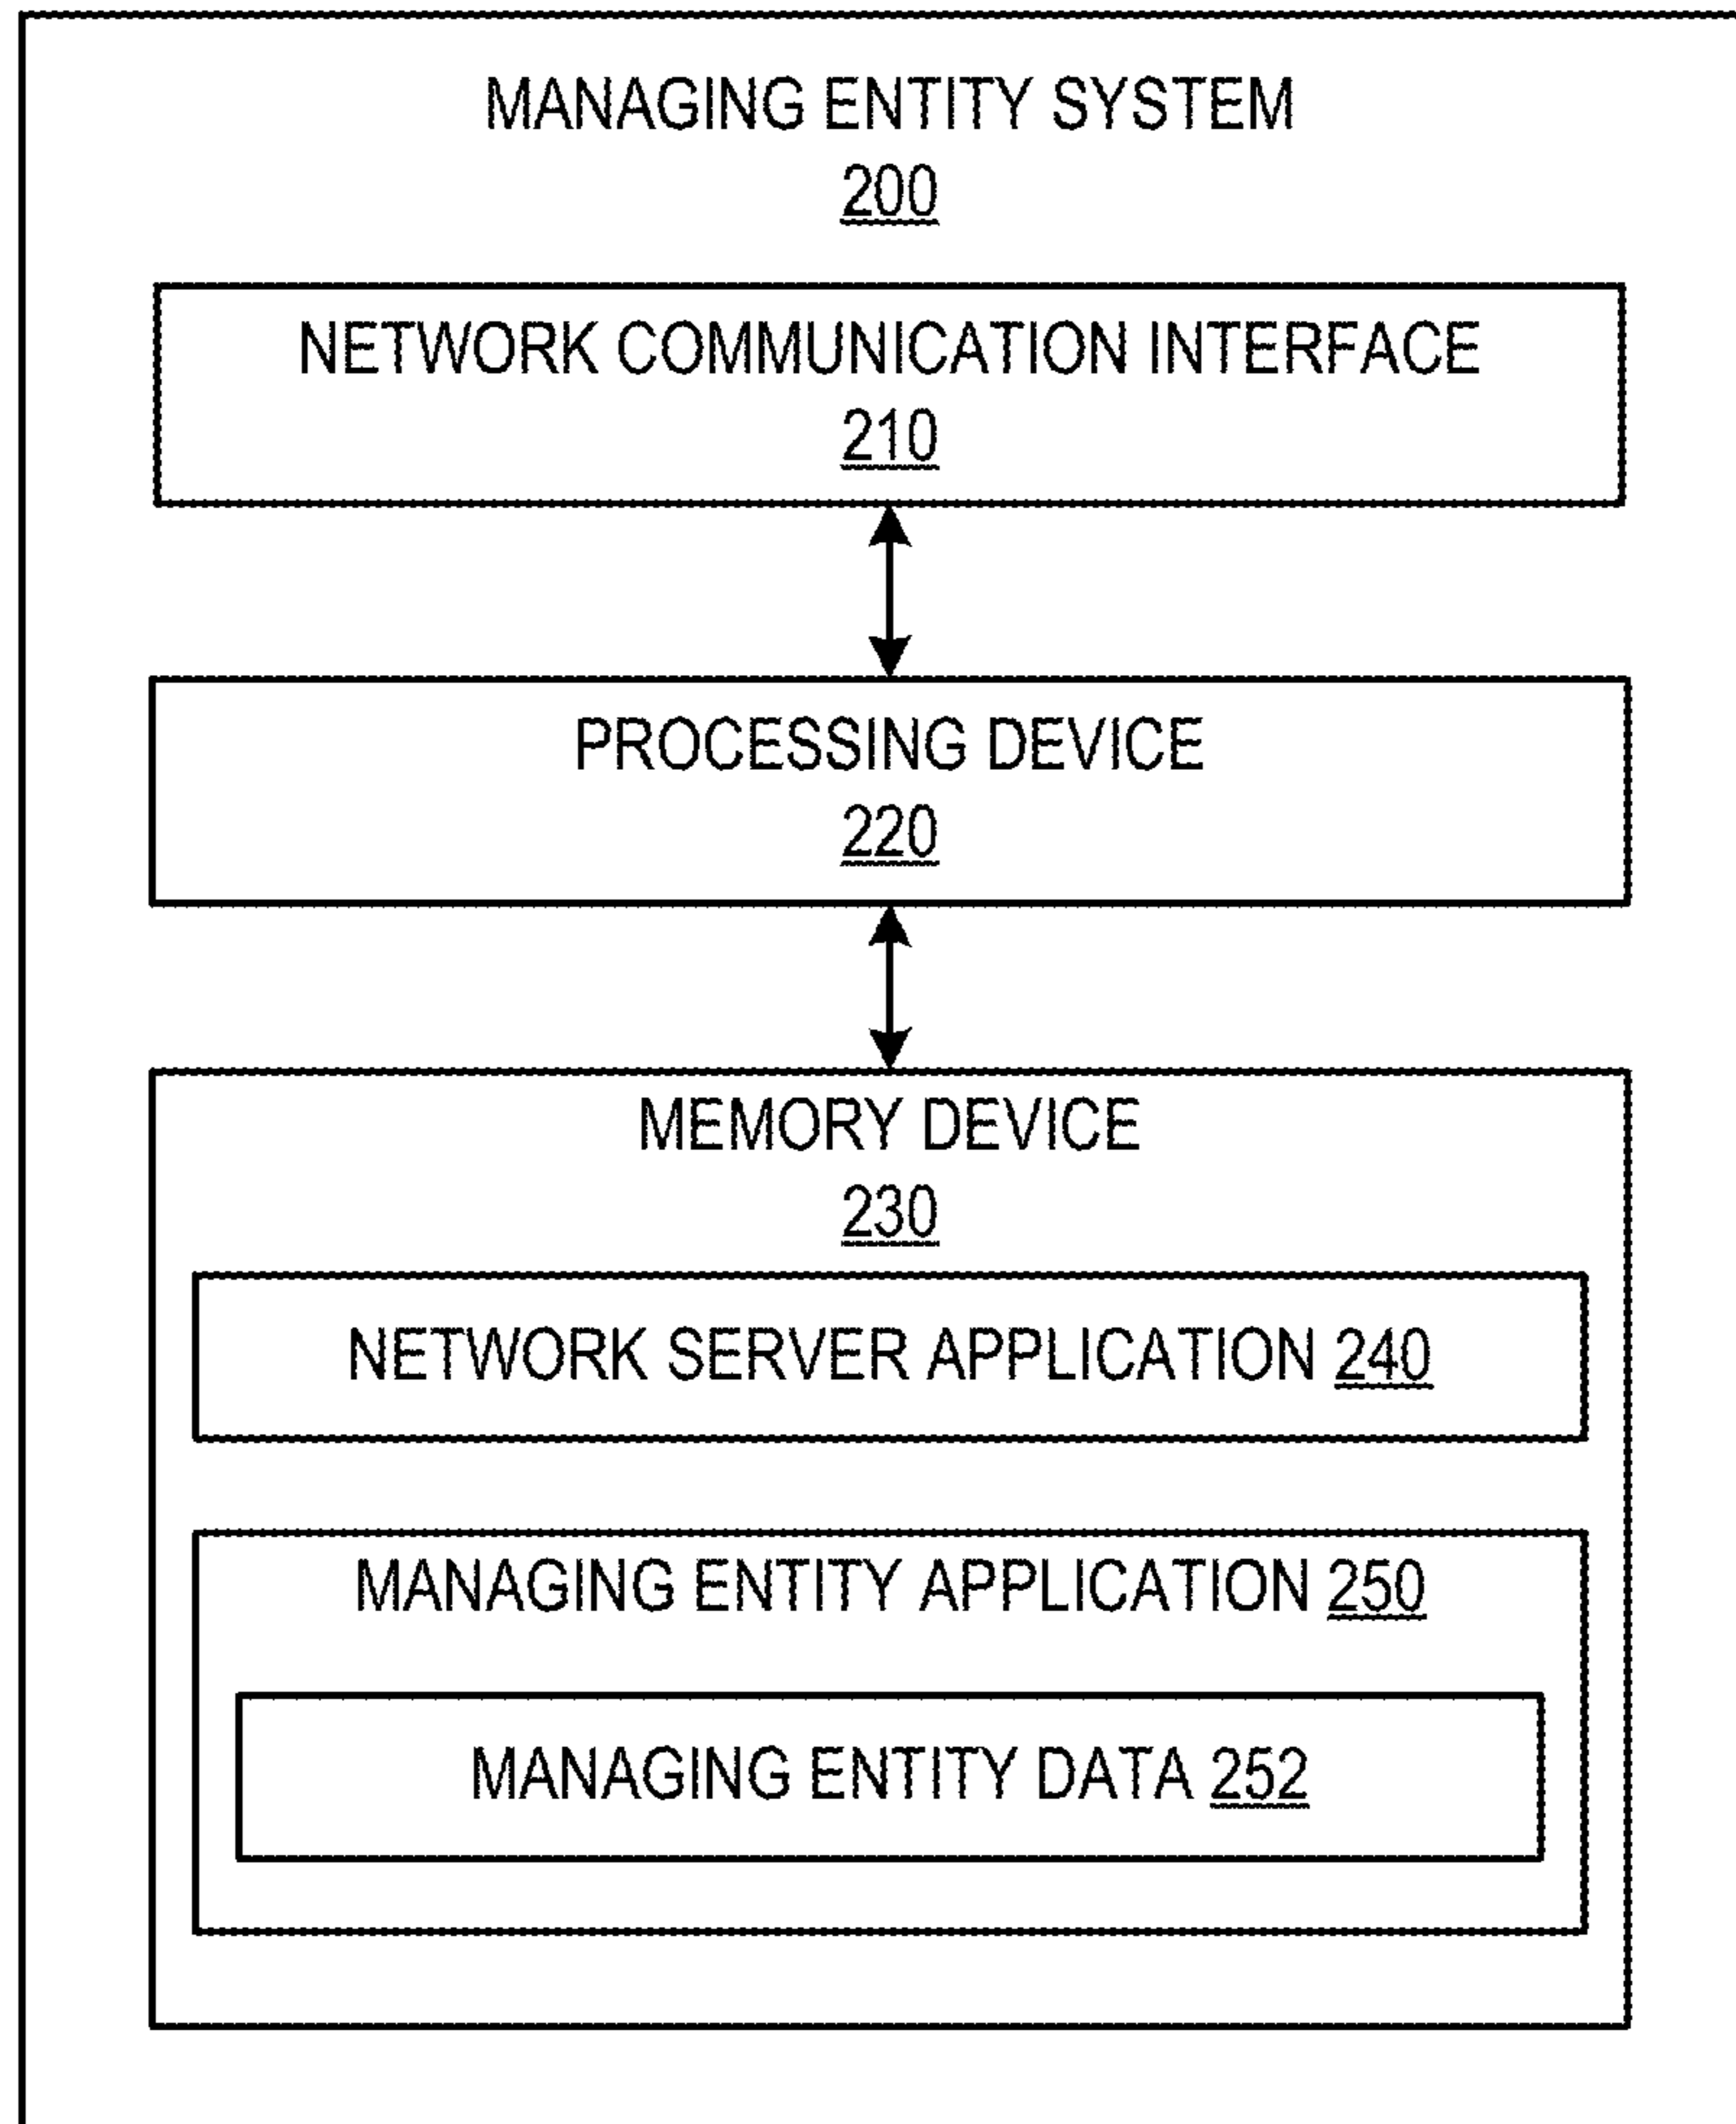 MANAGING ENTITY SYSTEM
200
NETWORK COMMUNICATION INTERFACE
210
PROCESSING DEVICE
220
MEMORY DEVICE
230
NETWORK SERVER APPLICATION 240
MANAGING ENTITY APPLICATION 250
MANAGING ENTITY DATA 252